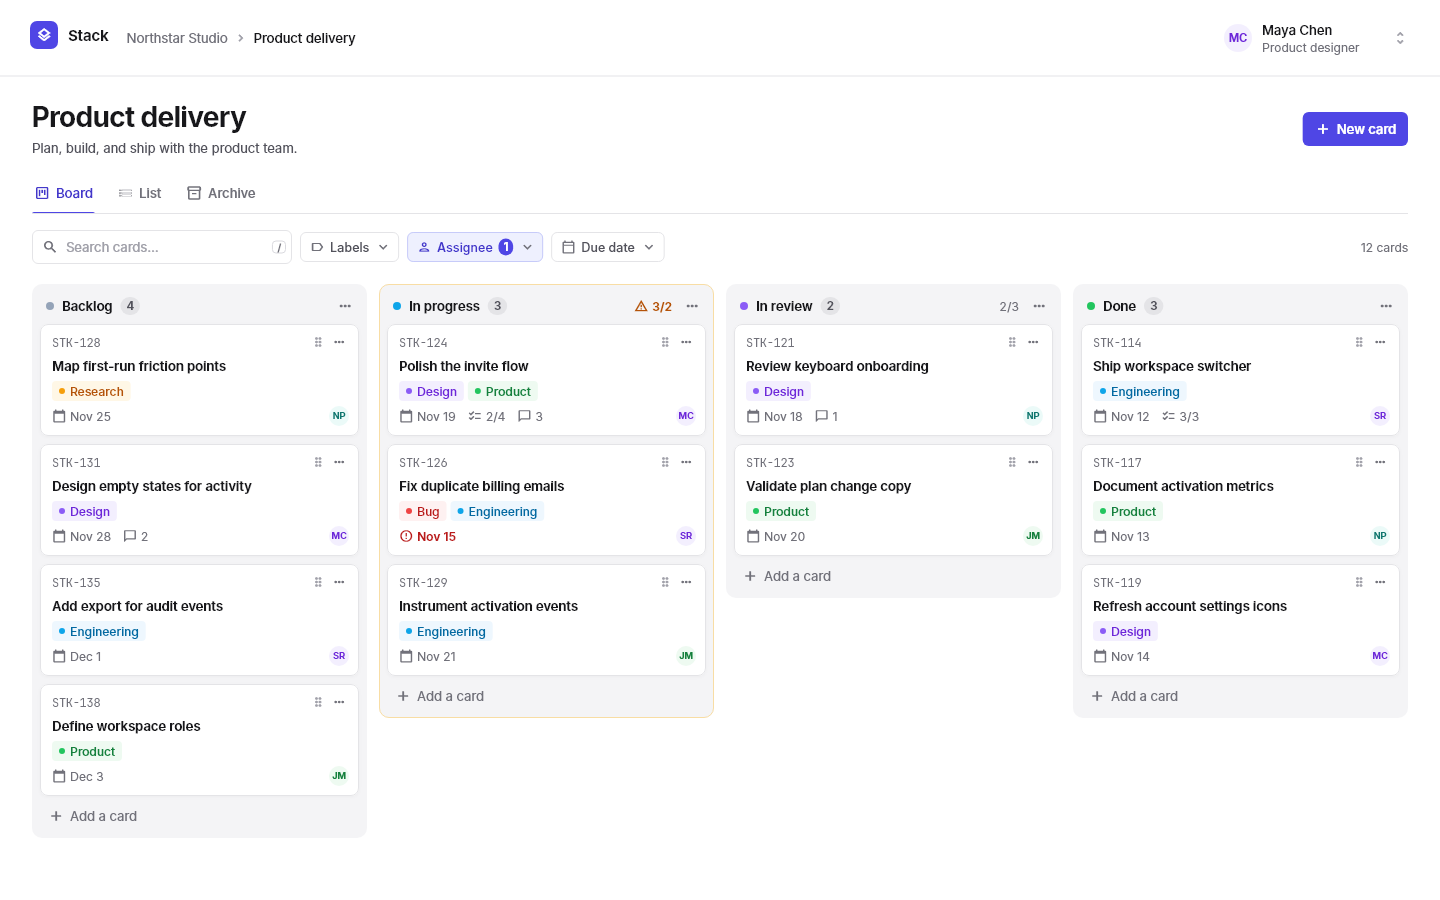 Stack
Northstar Studio
Product delivery
MC
Maya Chen
Product designer
Product delivery
Plan, build, and ship with the product team.
New card
Board
List
Archive
Search cards...
/
Labels
Assignee 1
Due date
12 cards
Backlog 4
STK-128
Map first-run friction points
Research
Nov 25
NP
STK-131
Design empty states for activity
Design
Nov 28
2
MC
STK-135
Add export for audit events
Engineering
Dec 1
SR
STK-138
Define workspace roles
Product
Dec 3
JM
Add a card
In progress 3
3/2
STK-124
Polish the invite flow
Design
Product
Nov 19
2/4
3
MC
STK-126
Fix duplicate billing emails
Bug
Engineering
Nov 15
SR
STK-129
Instrument activation events
Engineering
Nov 21
JM
Add a card
In review 2
2/3
STK-121
Review keyboard onboarding
Design
Nov 18
1
NP
STK-123
Validate plan change copy
Product
Nov 20
JM
Add a card
Done 3
STK-114
Ship workspace switcher
Engineering
Nov 12
3/3
SR
STK-117
Document activation metrics
Product
Nov 13
NP
STK-119
Refresh account settings icons
Design
Nov 14
MC
Add a card